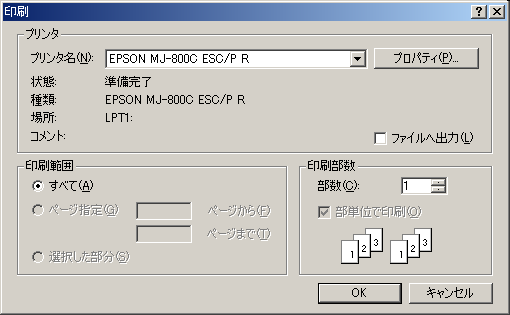 印刷
プリンタ
プリンタ名(N): EPSON MJ-800C ESC/P R プロパティ(P)...
状態: 準備完了
種類: EPSON MJ-800C ESC/P R
場所: LPT1:
コメント: ファイルへ出力(L)
印刷範囲
すべて(A)
ページ指定(G) ページから(F)
ページまで(T)
選択した部分(S)
印刷部数
部数(C): 1
部単位で印刷(O)
1 2 3 1 2 3
OK キャンセル